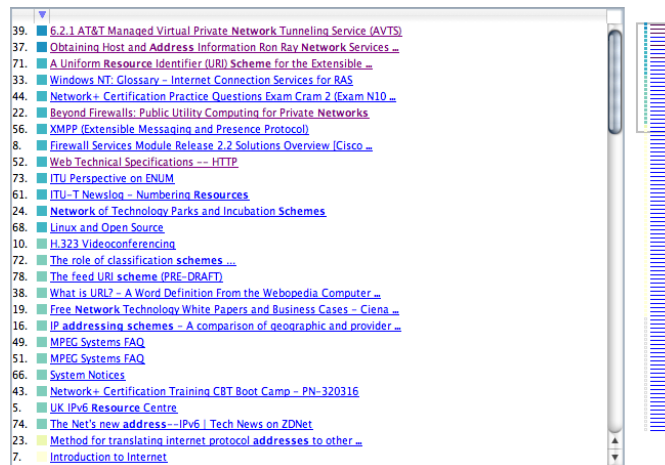 39. 6.2.1 AT&T Managed Virtual Private Network Tunneling Service (AVTS)
37. Obtaining Host and Address Information Ron Ray Network Services ...
71. A Uniform Resource Identifier (URI) Scheme for the Extensible ...
33. Windows NT: Glossary - Internet Connection Services for RAS
44. Network+ Certification Practice Questions Exam Cram 2 (Exam N10 ...
22. Beyond Firewalls: Public Utility Computing for Private Networks
56. XMPP (Extensible Messaging and Presence Protocol)
8. Firewall Services Module Release 2.2 Solutions Overview [Cisco ...
52. Web Technical Specifications -- HTTP
73. ITU Perspective on ENUM
61. ITU-T Newslog - Numbering Resources
24. Network of Technology Parks and Incubation Schemes
68. Linux and Open Source
10. H.323 Videoconferencing
72. The role of classification schemes ...
78. The feed URI scheme (PRE-DRAFT)
38. What is URL? - A Word Definition From the Webopedia Computer ...
19. Free Network Technology White Papers and Business Cases - Ciena ...
16. IP addressing schemes - A comparison of geographic and provider ...
49. MPEG Systems FAQ
51. MPEG Systems FAQ
66. System Notices
43. Network+ Certification Training CBT Boot Camp - PN-320316
5. UK IPv6 Resource Centre
74. The Net's new address--IPv6 | Tech News on ZDNet
23. Method for translating internet protocol addresses to other ...
7. Introduction to Internet